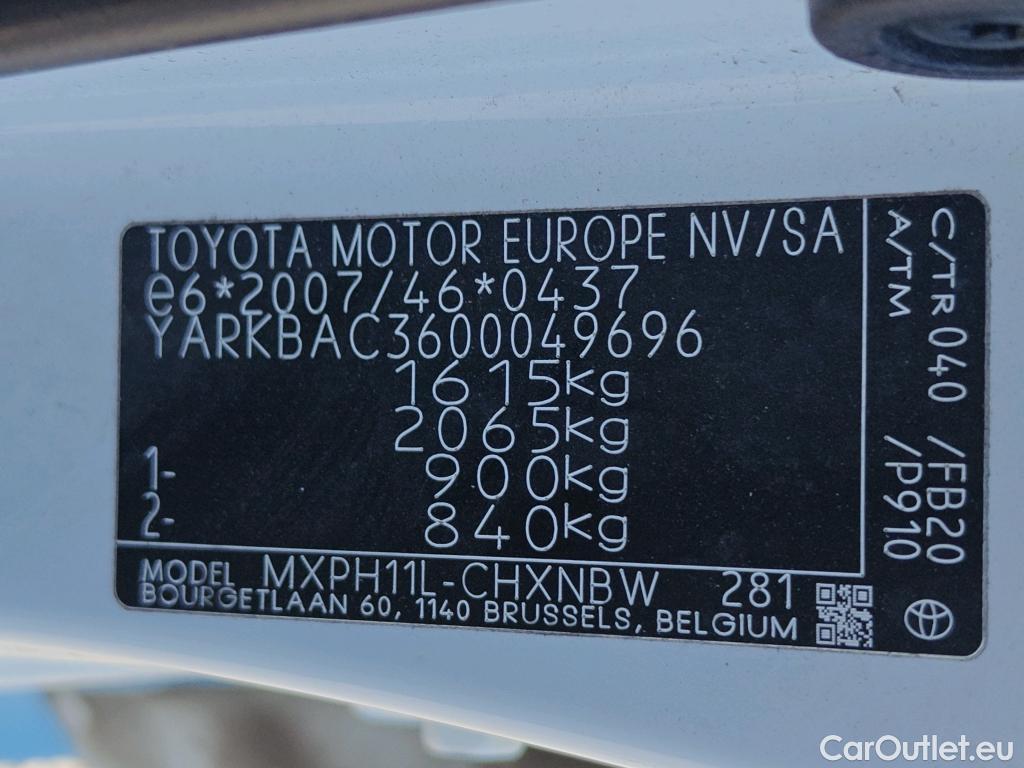 TOYOTA MOTOR EUROPE NV/SA
e6*2007/46*0437
YARKBAC3600049696
1615kg
2065kg
1- 900kg
2- 840kg
MODEL MXPH11L-CHXNBW 281
BOURGETLAAN 60, 1140 BRUSSELS, BELGIUM
C/TR 040 /FB20
A/TM /P910
CarOutlet.eu